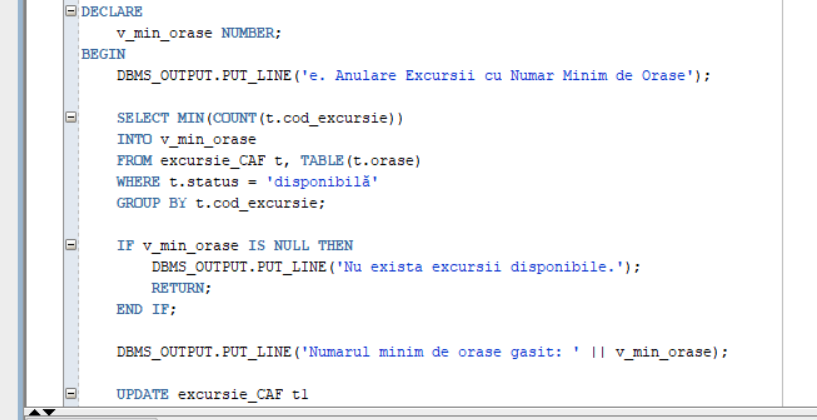 DECLARE
v_min_orase NUMBER;
BEGIN
DBMS_OUTPUT.PUT_LINE('e. Anulare Excursii cu Numar Minim de Orase');
SELECT MIN(COUNT(t.cod_excursie))
INTO v_min_orase
FROM excursie_CAF t, TABLE(t.orase)
WHERE t.status = 'disponibilă'
GROUP BY t.cod_excursie;
IF v_min_orase IS NULL THEN
DBMS_OUTPUT.PUT_LINE('Nu exista excursii disponibile.');
RETURN;
END IF;
DBMS_OUTPUT.PUT_LINE('Numarul minim de orase gasit: ' || v_min_orase);
UPDATE excursie_CAF t1